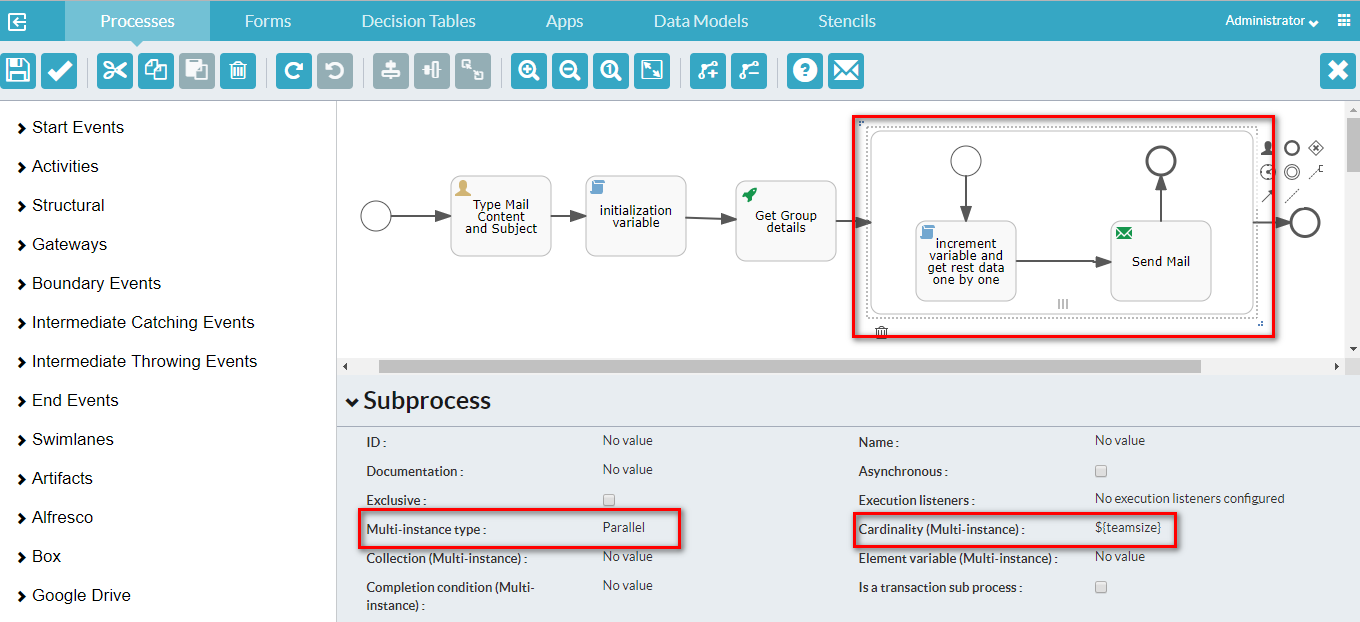 Processes
Forms
Decision Tables
Apps
Data Models
Stencils
Administrator
Start Events
Activities
Structural
Gateways
Boundary Events
Intermediate Catching Events
Intermediate Throwing Events
End Events
Swimlanes
Artifacts
Alfresco
Box
Google Drive
Type Mail
Content
and Subject
initialization
variable
Get Group
details
increment
variable and
get rest data
one by one
Send Mail
Subprocess
ID : No value
Name : No value
Documentation : No value
Asynchronous :
Exclusive :
Execution listeners : No execution listeners configured
Multi-instance type : Parallel
Cardinality (Multi-instance) : ${teamsize}
Collection (Multi-instance) : No value
Element variable (Multi-instance) : No value
Completion condition (Multi- No value
instance) :
Is a transaction sub process :